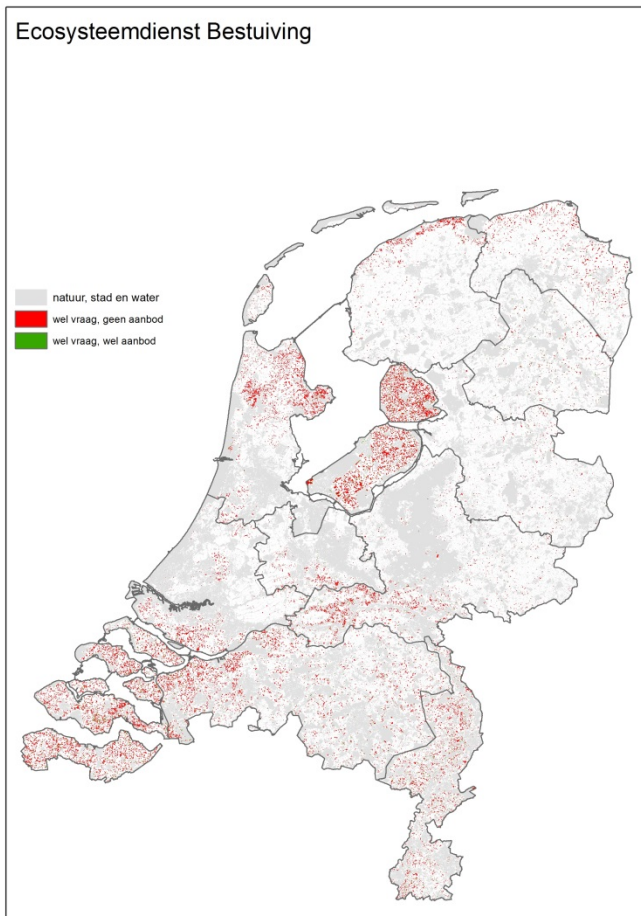 Ecosysteemdienst Bestuiving
natuur, stad en water
wel vraag, geen aanbod
wel vraag, wel aanbod